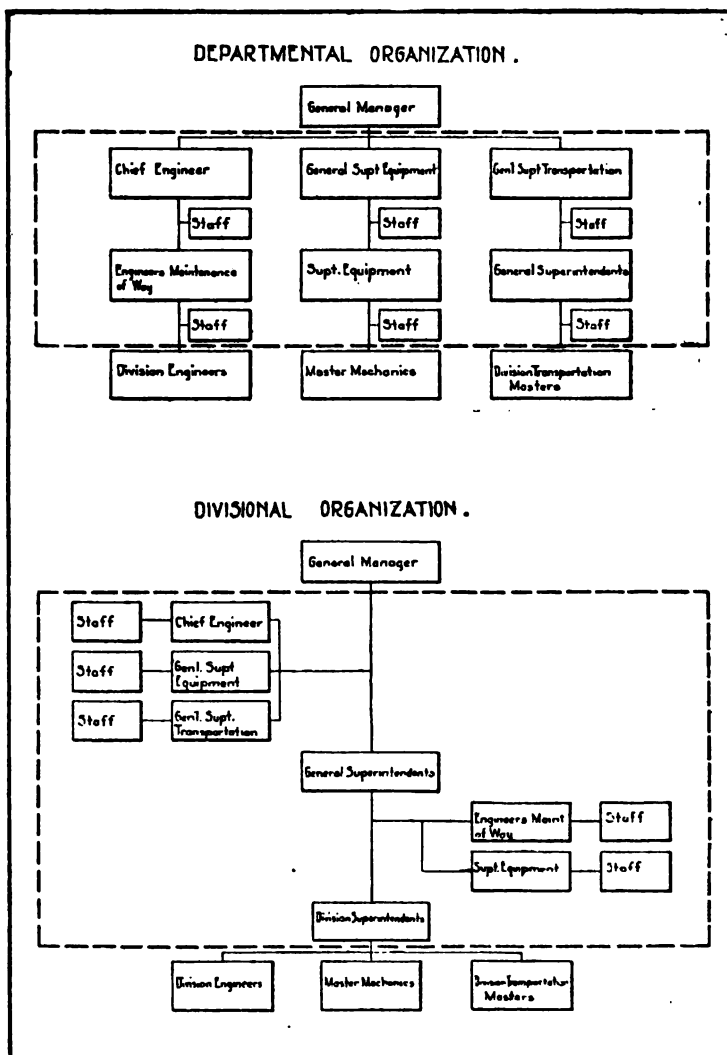 DEPARTMENTAL ORGANIZATION.
General Manager
Chief Engineer
General Supt Equipment
Gen'l Supt Transportation
Staff
Staff
Staff
Engineers Maintenance
of Way
Supt. Equipment
General Superintendents
Staff
Staff
Staff
Division Engineers
Master Mechanics
Division Transportation
Masters
DIVISIONAL ORGANIZATION.
General Manager
Staff
Chief Engineer
Staff
Genl. Supt
Equipment
Staff
Gen'l. Supt.
Transportation
General Superintendents
Engineers Maint
of Way
Staff
Supt. Equipment
Staff
Division Superintendents
Division Engineers
Master Mechanics
Division Transportation
Masters